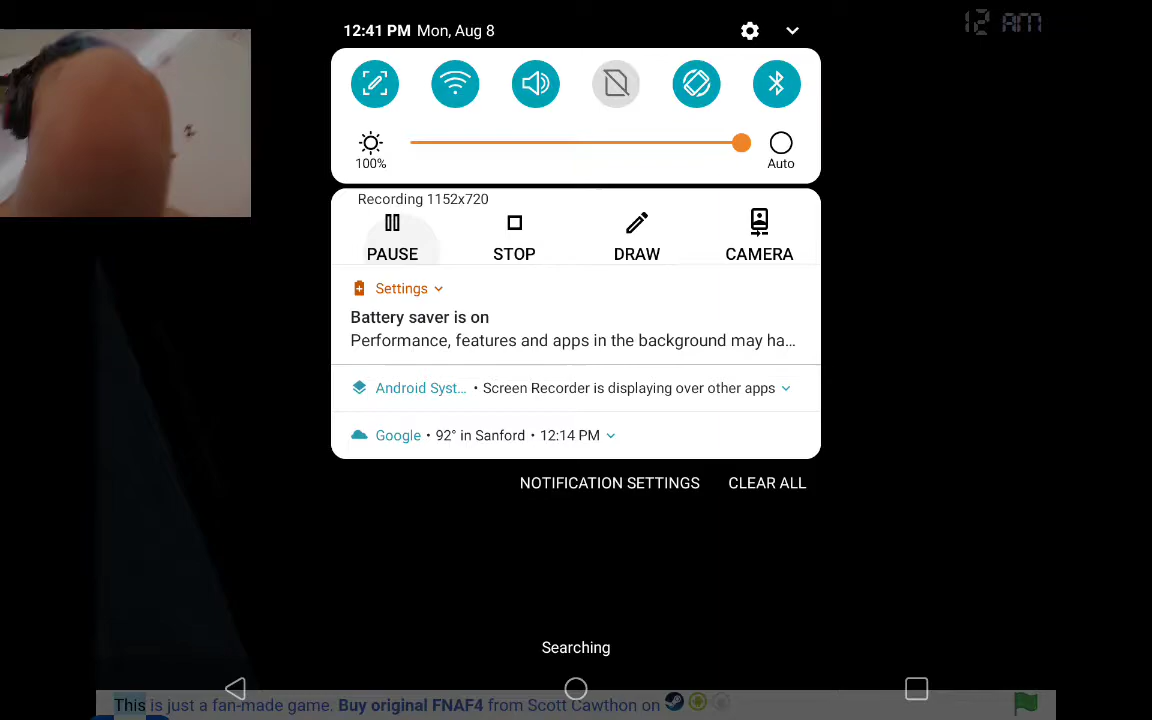 12:41 PM Mon, Aug 8
12 AM
100%
Auto
Recording 1152x720
PAUSE STOP DRAW CAMERA
Settings
Battery saver is on
Performance, features and apps in the background may ha...
Android Syst... • Screen Recorder is displaying over other apps
Google • 92° in Sanford • 12:14 PM
NOTIFICATION SETTINGS CLEAR ALL
Searching
This is just a fan-made game. Buy original FNAF4 from Scott Cawthon on